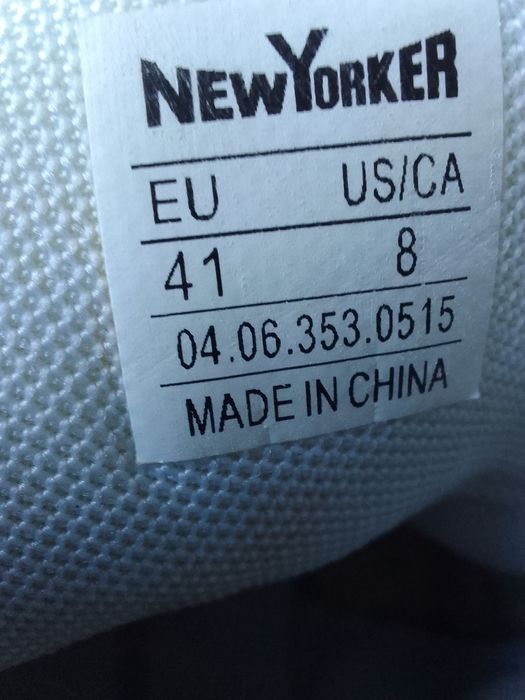 NEWYORKER
EU US/CA
41 8
04.06.353.0515
MADE IN CHINA